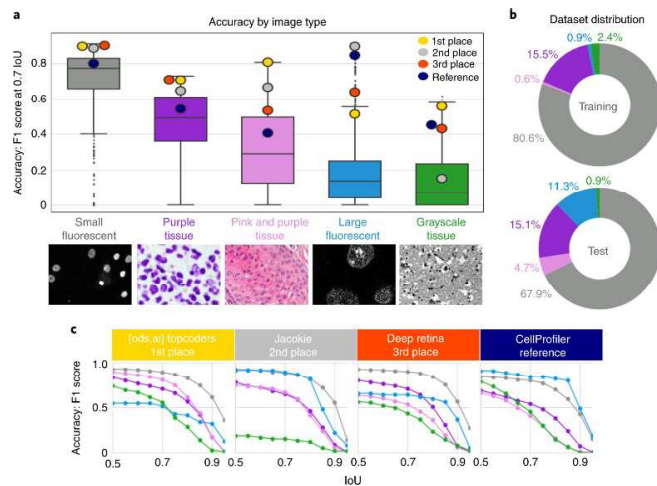 a
Accuracy by image type
Accuracy: F1 score at 0.7 IoU
0.8
0.6
0.4
0.2
0
1st place
2nd place
3rd place
Reference
Small fluorescent
Purple tissue
Pink and purple tissue
Large fluorescent
Grayscale tissue
b
Dataset distribution
0.9%
2.4%
15.5%
0.6%
80.6%
Training
11.3%
0.9%
15.1%
4.7%
67.9%
Test
c
[ods.ai] topcoders
1st place
Jacokie
2nd place
Deep retina
3rd place
CellProfiler
reference
Accuracy: F1 score
1.0
0.5
0
0.5
0.7
0.9
0.5
0.7
0.9
0.5
0.7
0.9
0.5
0.7
0.9
IoU